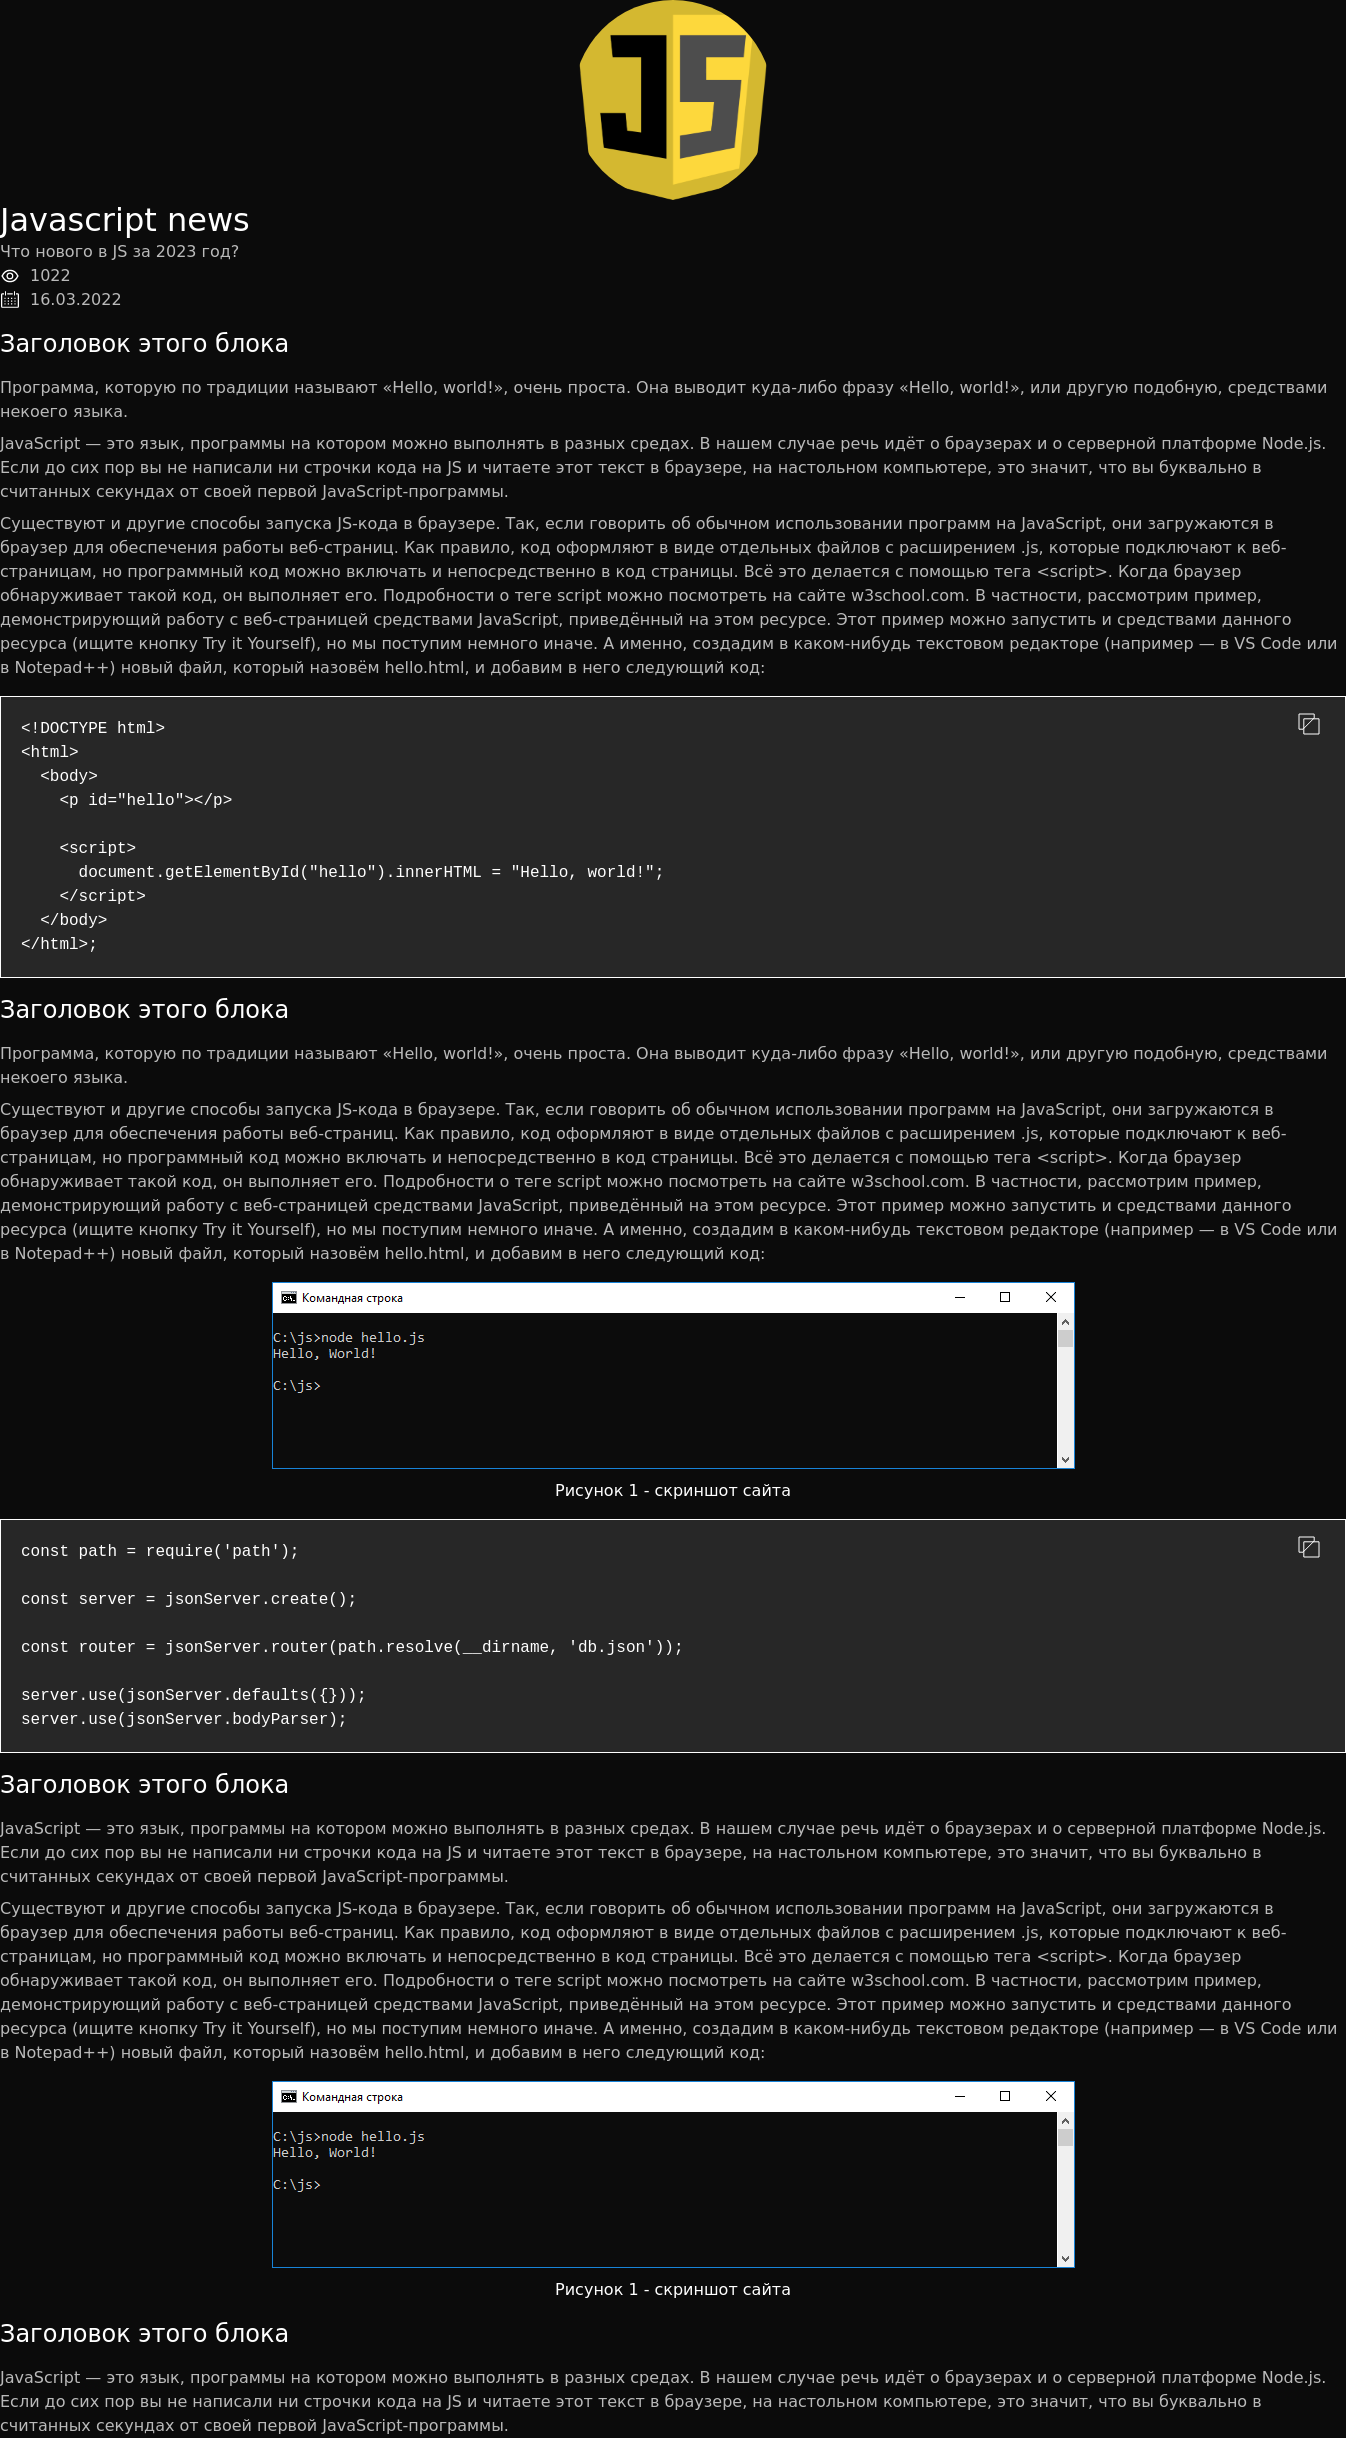 JS
Javascript news
Что нового в JS за 2023 год?
1022
16.03.2022
Заголовок этого блока
Программа, которую по традиции называют «Hello, world!», очень проста. Она выводит куда-либо фразу «Hello, world!», или другую подобную, средствами
некоего языка.
JavaScript — это язык, программы на котором можно выполнять в разных средах. В нашем случае речь идёт о браузерах и о серверной платформе Node.js.
Если до сих пор вы не написали ни строчки кода на JS и читаете этот текст в браузере, на настольном компьютере, это значит, что вы буквально в
считанных секундах от своей первой JavaScript-программы.
Существуют и другие способы запуска JS-кода в браузере. Так, если говорить об обычном использовании программ на JavaScript, они загружаются в
браузер для обеспечения работы веб-страниц. Как правило, код оформляют в виде отдельных файлов с расширением .js, которые подключают к веб-
страницам, но программный код можно включать и непосредственно в код страницы. Всё это делается с помощью тега <script>. Когда браузер
обнаруживает такой код, он выполняет его. Подробности о теге script можно посмотреть на сайте w3school.com. В частности, рассмотрим пример,
демонстрирующий работу с веб-страницей средствами JavaScript, приведённый на этом ресурсе. Этот пример можно запустить и средствами данного
ресурса (ищите кнопку Try it Yourself), но мы поступим немного иначе. А именно, создадим в каком-нибудь текстовом редакторе (например — в VS Code или
в Notepad++) новый файл, который назовём hello.html, и добавим в него следующий код:
<!DOCTYPE html>
<html>
  <body>
    <p id="hello"></p>

    <script>
      document.getElementById("hello").innerHTML = "Hello, world!";
    </script>
  </body>
</html>;
Заголовок этого блока
Программа, которую по традиции называют «Hello, world!», очень проста. Она выводит куда-либо фразу «Hello, world!», или другую подобную, средствами
некоего языка.
Существуют и другие способы запуска JS-кода в браузере. Так, если говорить об обычном использовании программ на JavaScript, они загружаются в
браузер для обеспечения работы веб-страниц. Как правило, код оформляют в виде отдельных файлов с расширением .js, которые подключают к веб-
страницам, но программный код можно включать и непосредственно в код страницы. Всё это делается с помощью тега <script>. Когда браузер
обнаруживает такой код, он выполняет его. Подробности о теге script можно посмотреть на сайте w3school.com. В частности, рассмотрим пример,
демонстрирующий работу с веб-страницей средствами JavaScript, приведённый на этом ресурсе. Этот пример можно запустить и средствами данного
ресурса (ищите кнопку Try it Yourself), но мы поступим немного иначе. А именно, создадим в каком-нибудь текстовом редакторе (например — в VS Code или
в Notepad++) новый файл, который назовём hello.html, и добавим в него следующий код:
Командная строка
C:\js>node hello.js
Hello, World!
C:\js>
Рисунок 1 - скриншот сайта
const path = require('path');

const server = jsonServer.create();

const router = jsonServer.router(path.resolve(__dirname, 'db.json'));

server.use(jsonServer.defaults({}));
server.use(jsonServer.bodyParser);
Заголовок этого блока
JavaScript — это язык, программы на котором можно выполнять в разных средах. В нашем случае речь идёт о браузерах и о серверной платформе Node.js.
Если до сих пор вы не написали ни строчки кода на JS и читаете этот текст в браузере, на настольном компьютере, это значит, что вы буквально в
считанных секундах от своей первой JavaScript-программы.
Существуют и другие способы запуска JS-кода в браузере. Так, если говорить об обычном использовании программ на JavaScript, они загружаются в
браузер для обеспечения работы веб-страниц. Как правило, код оформляют в виде отдельных файлов с расширением .js, которые подключают к веб-
страницам, но программный код можно включать и непосредственно в код страницы. Всё это делается с помощью тега <script>. Когда браузер
обнаруживает такой код, он выполняет его. Подробности о теге script можно посмотреть на сайте w3school.com. В частности, рассмотрим пример,
демонстрирующий работу с веб-страницей средствами JavaScript, приведённый на этом ресурсе. Этот пример можно запустить и средствами данного
ресурса (ищите кнопку Try it Yourself), но мы поступим немного иначе. А именно, создадим в каком-нибудь текстовом редакторе (например — в VS Code или
в Notepad++) новый файл, который назовём hello.html, и добавим в него следующий код:
Командная строка
C:\js>node hello.js
Hello, World!
C:\js>
Рисунок 1 - скриншот сайта
Заголовок этого блока
JavaScript — это язык, программы на котором можно выполнять в разных средах. В нашем случае речь идёт о браузерах и о серверной платформе Node.js.
Если до сих пор вы не написали ни строчки кода на JS и читаете этот текст в браузере, на настольном компьютере, это значит, что вы буквально в
считанных секундах от своей первой JavaScript-программы.